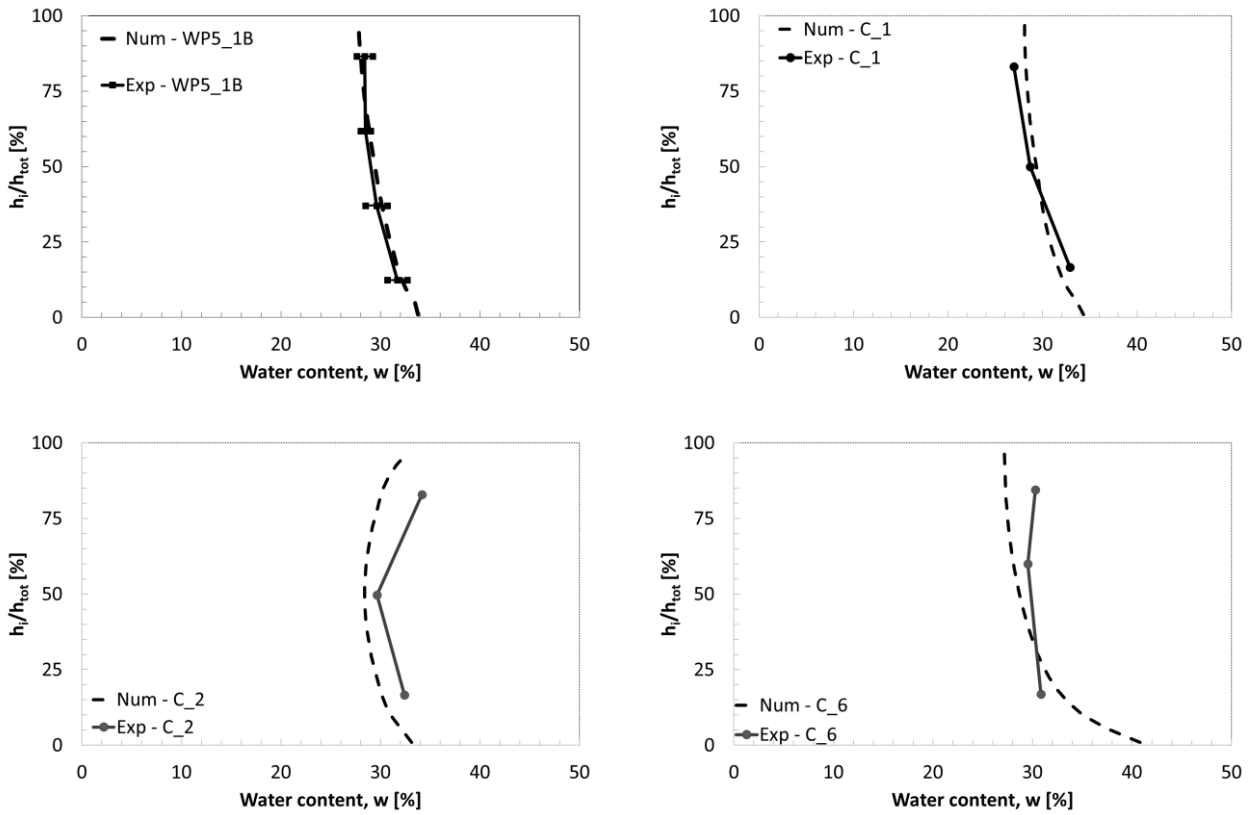 100
75
50
25
0
h_i/h_tot [%]
Num - WP5_1B
Exp - WP5_1B
0 10 20 30 40 50
Water content, w [%]
100
75
50
25
0
h_i/h_tot [%]
Num - C_1
Exp - C_1
0 10 20 30 40 50
Water content, w [%]
100
75
50
25
0
h_i/h_tot [%]
Num - C_2
Exp - C_2
0 10 20 30 40 50
Water content, w [%]
100
75
50
25
0
h_i/h_tot [%]
Num - C_6
Exp - C_6
0 10 20 30 40 50
Water content, w [%]